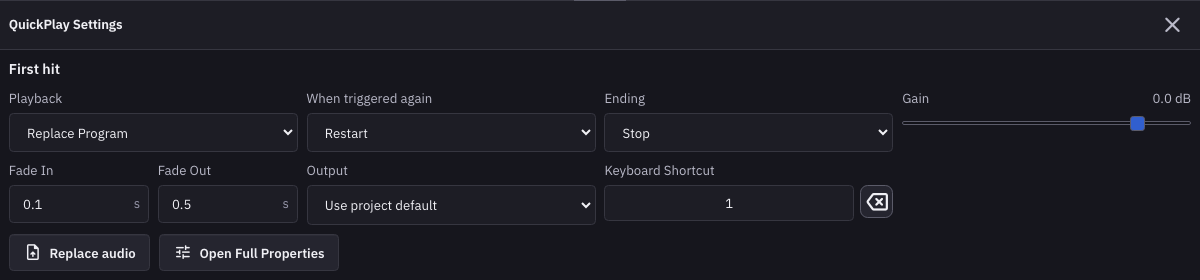 QuickPlay Settings
First hit
Playback
When triggered again
Ending
Gain
0.0 dB
Replace Program
Restart
Stop
Fade In
Fade Out
Output
Keyboard Shortcut
0.1 s
0.5 s
Use project default
1
Replace audio
Open Full Properties